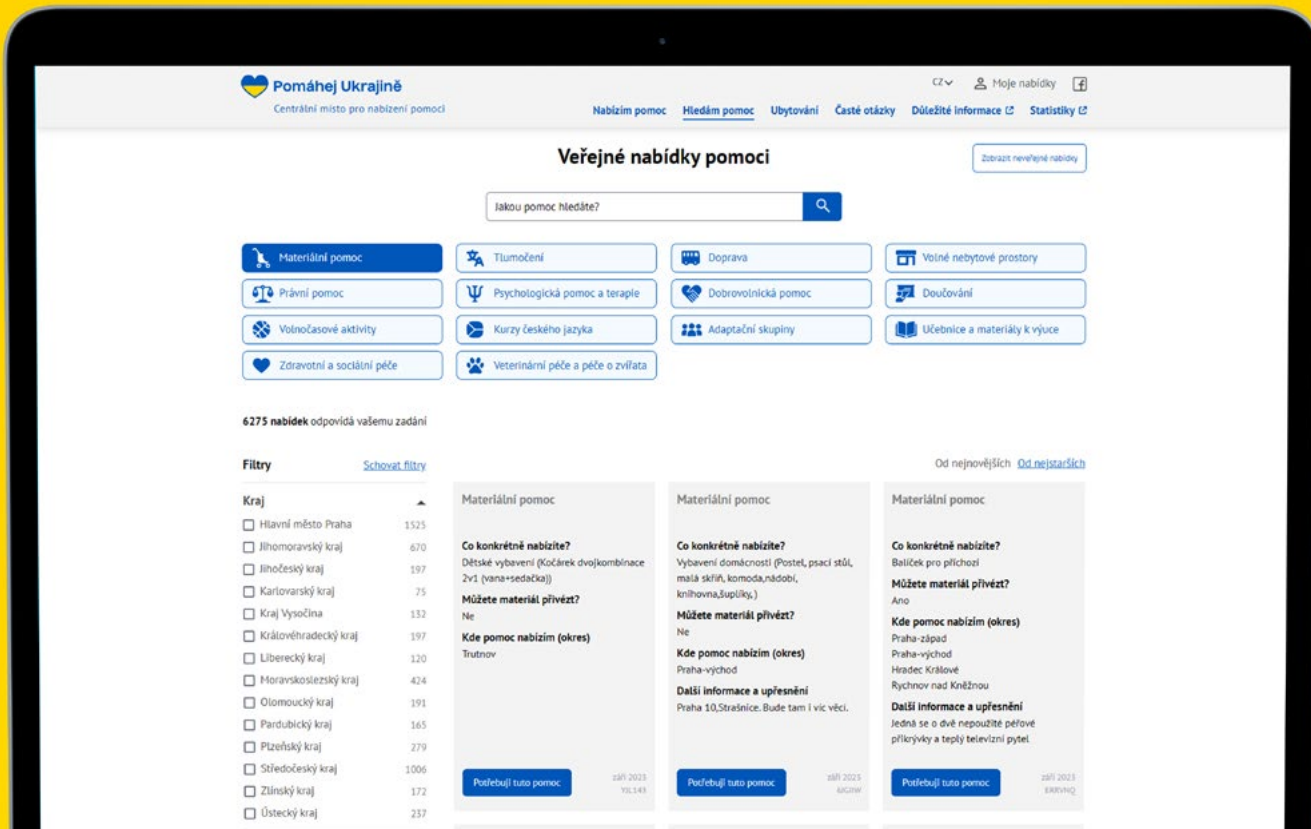 Pomáhej Ukrajině
Centrální místo pro nabízení pomoci
CZ
Moje nabídky
Nabízím pomoc
Hledám pomoc
Ubytování
Časté otázky
Důležité informace
Statistiky
Veřejné nabídky pomoci
Zobrazit neveřejné nabídky
Jakou pomoc hledáte?
Materiální pomoc
Tlumočení
Doprava
Volné nebytové prostory
Právní pomoc
Psychologická pomoc a terapie
Dobrovolnická pomoc
Doučování
Volnočasové aktivity
Kurzy českého jazyka
Adaptační skupiny
Učebnice a materiály k výuce
Zdravotní a sociální péče
Veterinární péče a péče o zvířata
6275 nabídek odpovídá vašemu zadání
Filtry
Schovat filtry
Od nejnovějších Od nejstarších
Kraj
Hlavní město Praha 1525
Jihomoravský kraj 670
Jihočeský kraj 197
Karlovarský kraj 75
Kraj Vysočina 132
Královéhradecký kraj 197
Liberecký kraj 120
Moravskoslezský kraj 424
Olomoucký kraj 191
Pardubický kraj 165
Plzeňský kraj 279
Středočeský kraj 1006
Zlínský kraj 172
Ústecký kraj 237
Materiální pomoc
Co konkrétně nabízíte?
Dětské vybavení (Kočárek dvojkombinace
2v1 (vana+sedačka))
Můžete materiál přivézt?
Ne
Kde pomoc nabízím (okres)
Trutnov
Potřebuji tuto pomoc
září 2023
Materiální pomoc
Co konkrétně nabízíte?
Vybavení domácnosti (Postel, psací stůl,
malá skříň, komoda,nádobí,
knihovna,šuplíky, )
Můžete materiál přivézt?
Ne
Kde pomoc nabízím (okres)
Praha-východ
Další informace a upřesnění
Praha 10,Strašnice. Bude tam i víc věcí.
Potřebuji tuto pomoc
září 2023
Materiální pomoc
Co konkrétně nabízíte?
Balíček pro příchozí
Můžete materiál přivézt?
Ano
Kde pomoc nabízím (okres)
Praha-západ
Praha-východ
Hradec Králové
Rychnov nad Kněžnou
Další informace a upřesnění
Jedná se o dvě nepoužité péřové
přikrývky a teplý televizní pytel
Potřebuji tuto pomoc
září 2023
ERRVNQ